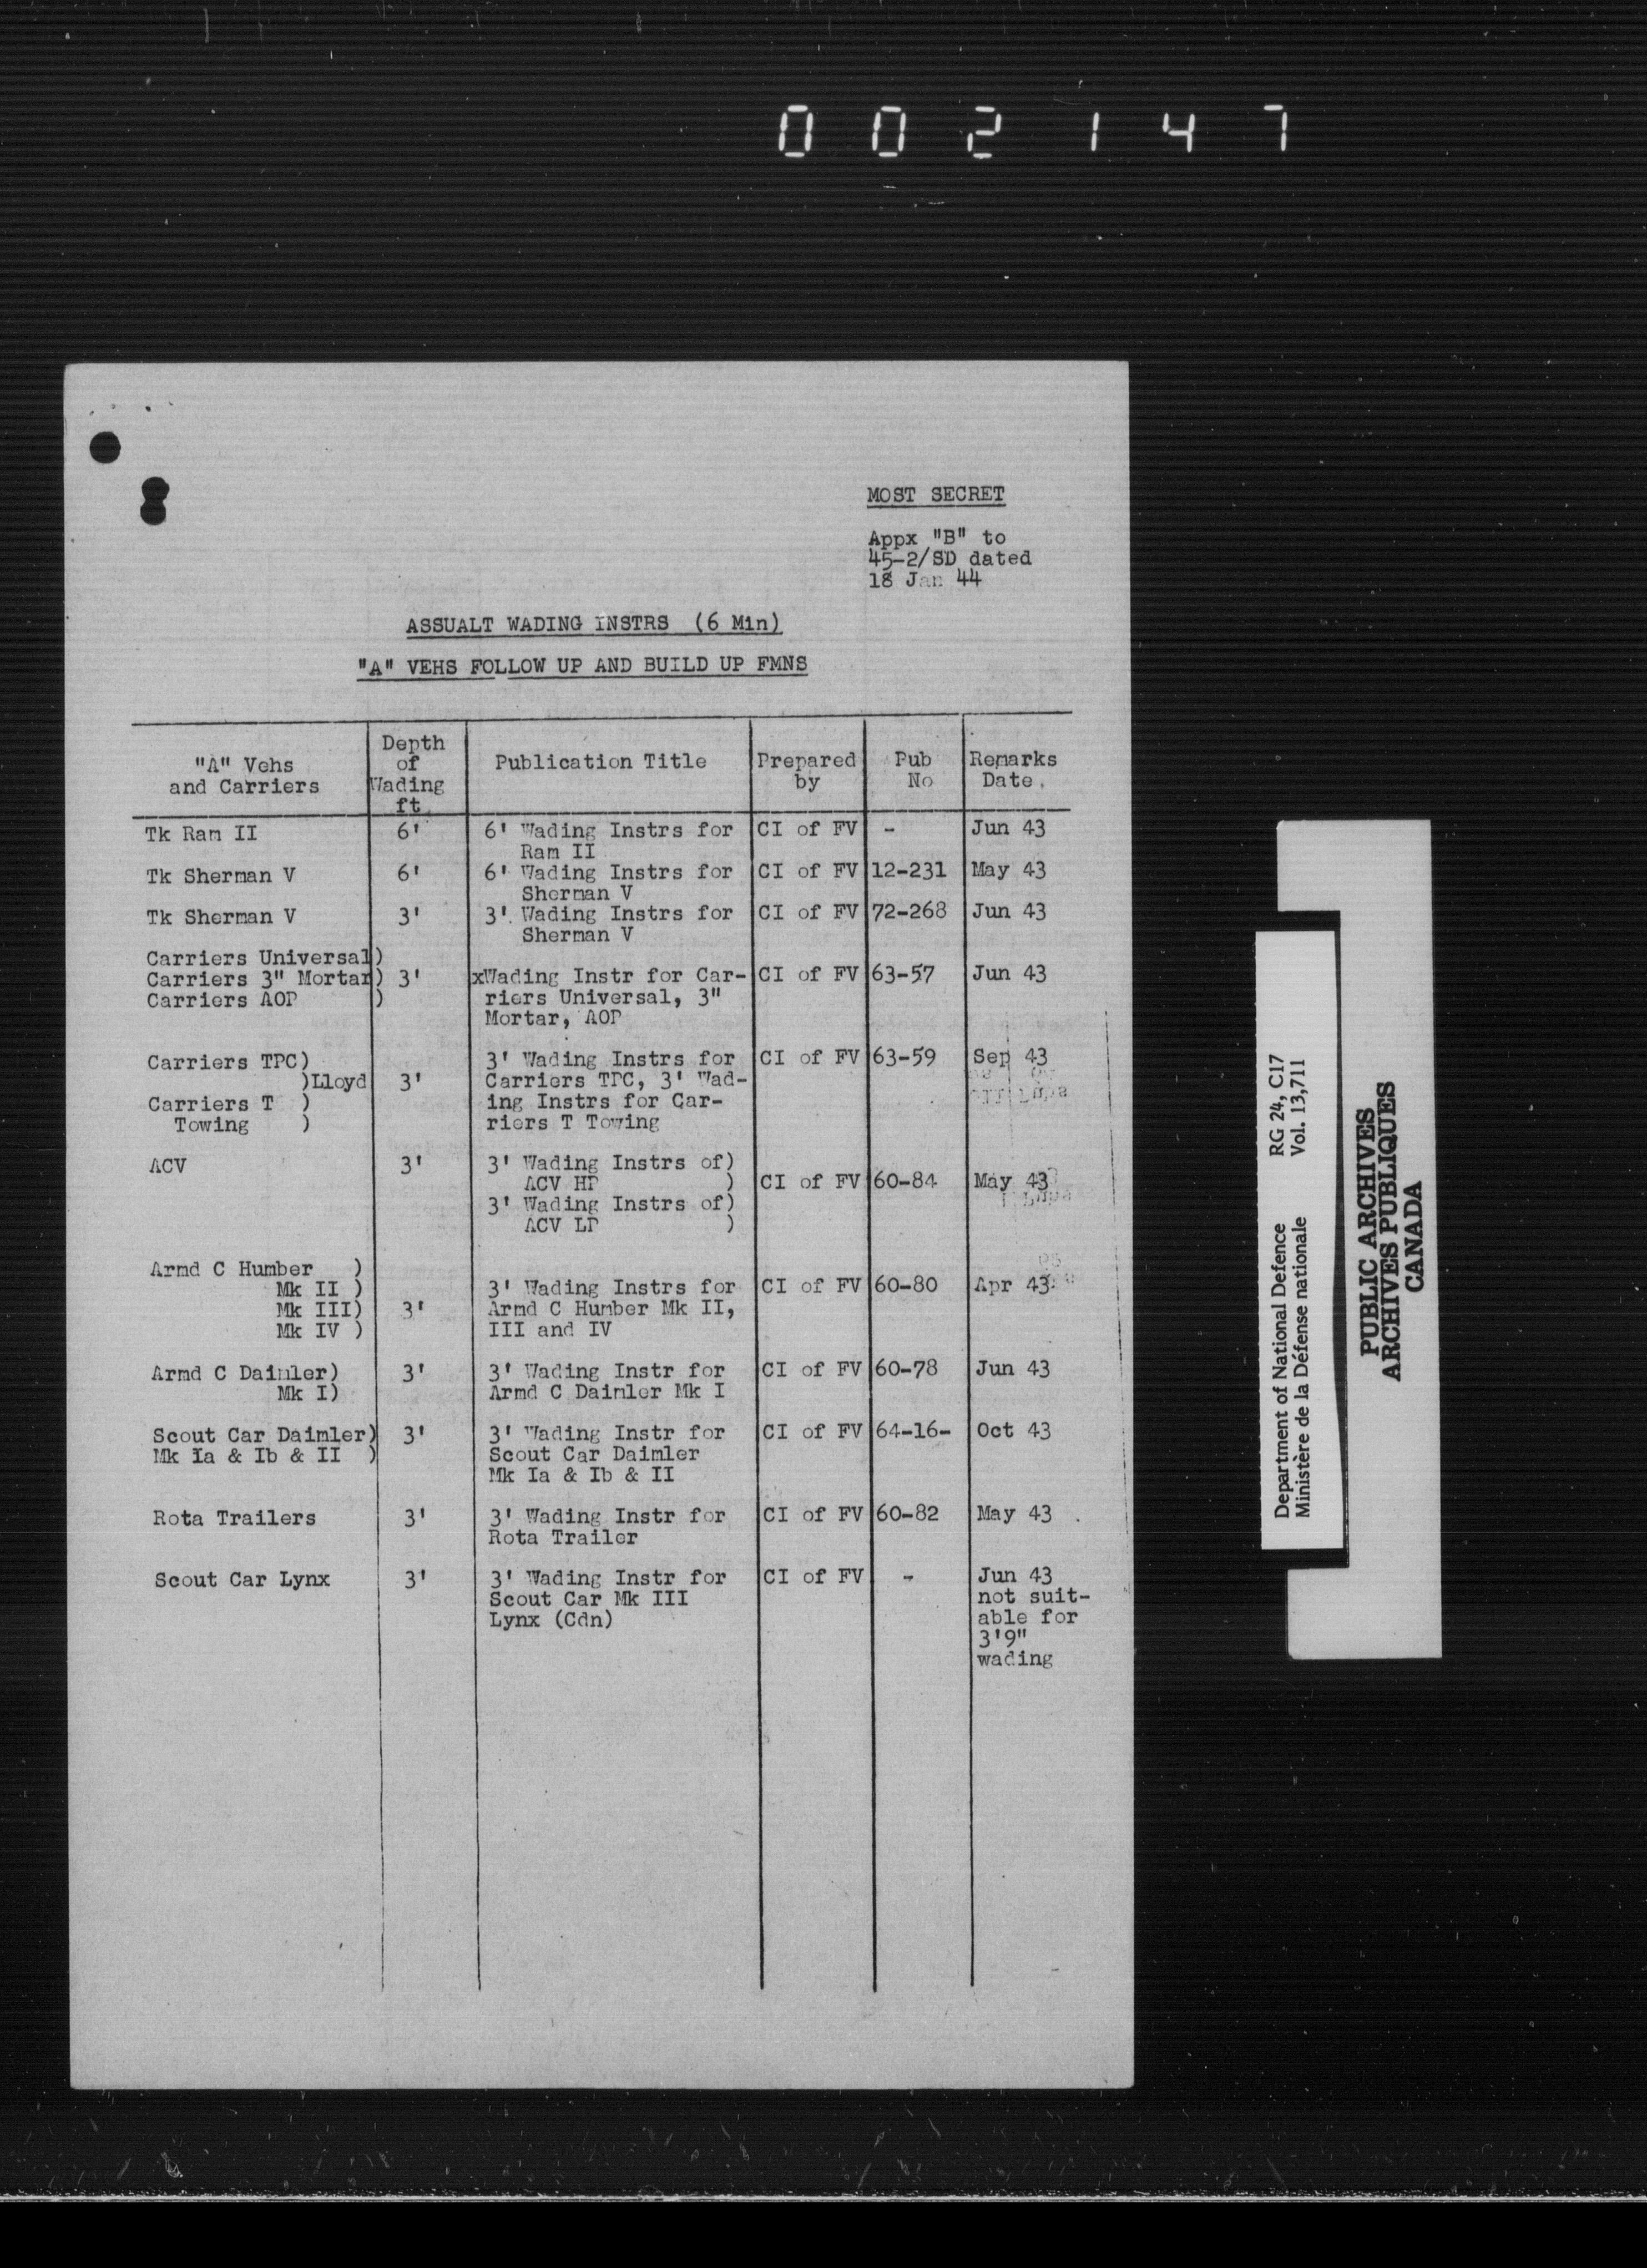 002147
MOST SECRET
Appx "B" to
45-2/SD dated
18 Jan 44
ASSUALT WADING INSTRS (6 Min)
"A" VEHS FOLLOW UP AND BUILD UP FMNS
"A" Vehs and Carriers | Depth of Wading ft | Publication Title | Prepared by | Pub No | Remarks Date.
Tk Ram II 6' 6' Wading Instrs for CI of FV - Jun 43
Ram II
Tk Sherman V 6' 6' Wading Instrs for CI of FV 12-231 May 43
Sherman V
Tk Sherman V 3' 3'. Wading Instrs for CI of FV 72-268 Jun 43
Sherman V
Carriers Universal)
Carriers 3" Mortar) 3' xWading Instr for Car- CI of FV 63-57 Jun 43
Carriers AOP ) riers Universal, 3"
Mortar, AOP
Carriers TPC) 3' Wading Instrs for CI of FV 63-59 Sep 43
)Lloyd 3' Carriers TPC, 3' Wad-
Carriers T ) ing Instrs for Car-
Towing ) riers T Towing
ACV 3' 3' Wading Instrs of)
ACV HP ) CI of FV 60-84 May 43
3' Wading Instrs of)
ACV LP )
Armd C Humber )
Mk II ) 3' Wading Instrs for CI of FV 60-80 Apr 43
Mk III) 3' Armd C Humber Mk II,
Mk IV ) III and IV
Armd C Daimler) 3' 3' Wading Instr for CI of FV 60-78 Jun 43
Mk I) Armd C Daimler Mk I
Scout Car Daimler) 3' 3' Wading Instr for CI of FV 64-16- Oct 43
Mk Ia & Ib & II ) Scout Car Daimler
Mk Ia & Ib & II
Rota Trailers 3' 3' Wading Instr for CI of FV 60-82 May 43
Rota Trailer
Scout Car Lynx 3' 3' Wading Instr for CI of FV - Jun 43
Scout Car Mk III not suit-
Lynx (Cdn) able for
3'9"
wading
Department of National Defence RG 24, C17
Ministère de la Défense nationale Vol. 13,711
PUBLIC ARCHIVES
ARCHIVES PUBLIQUES
CANADA